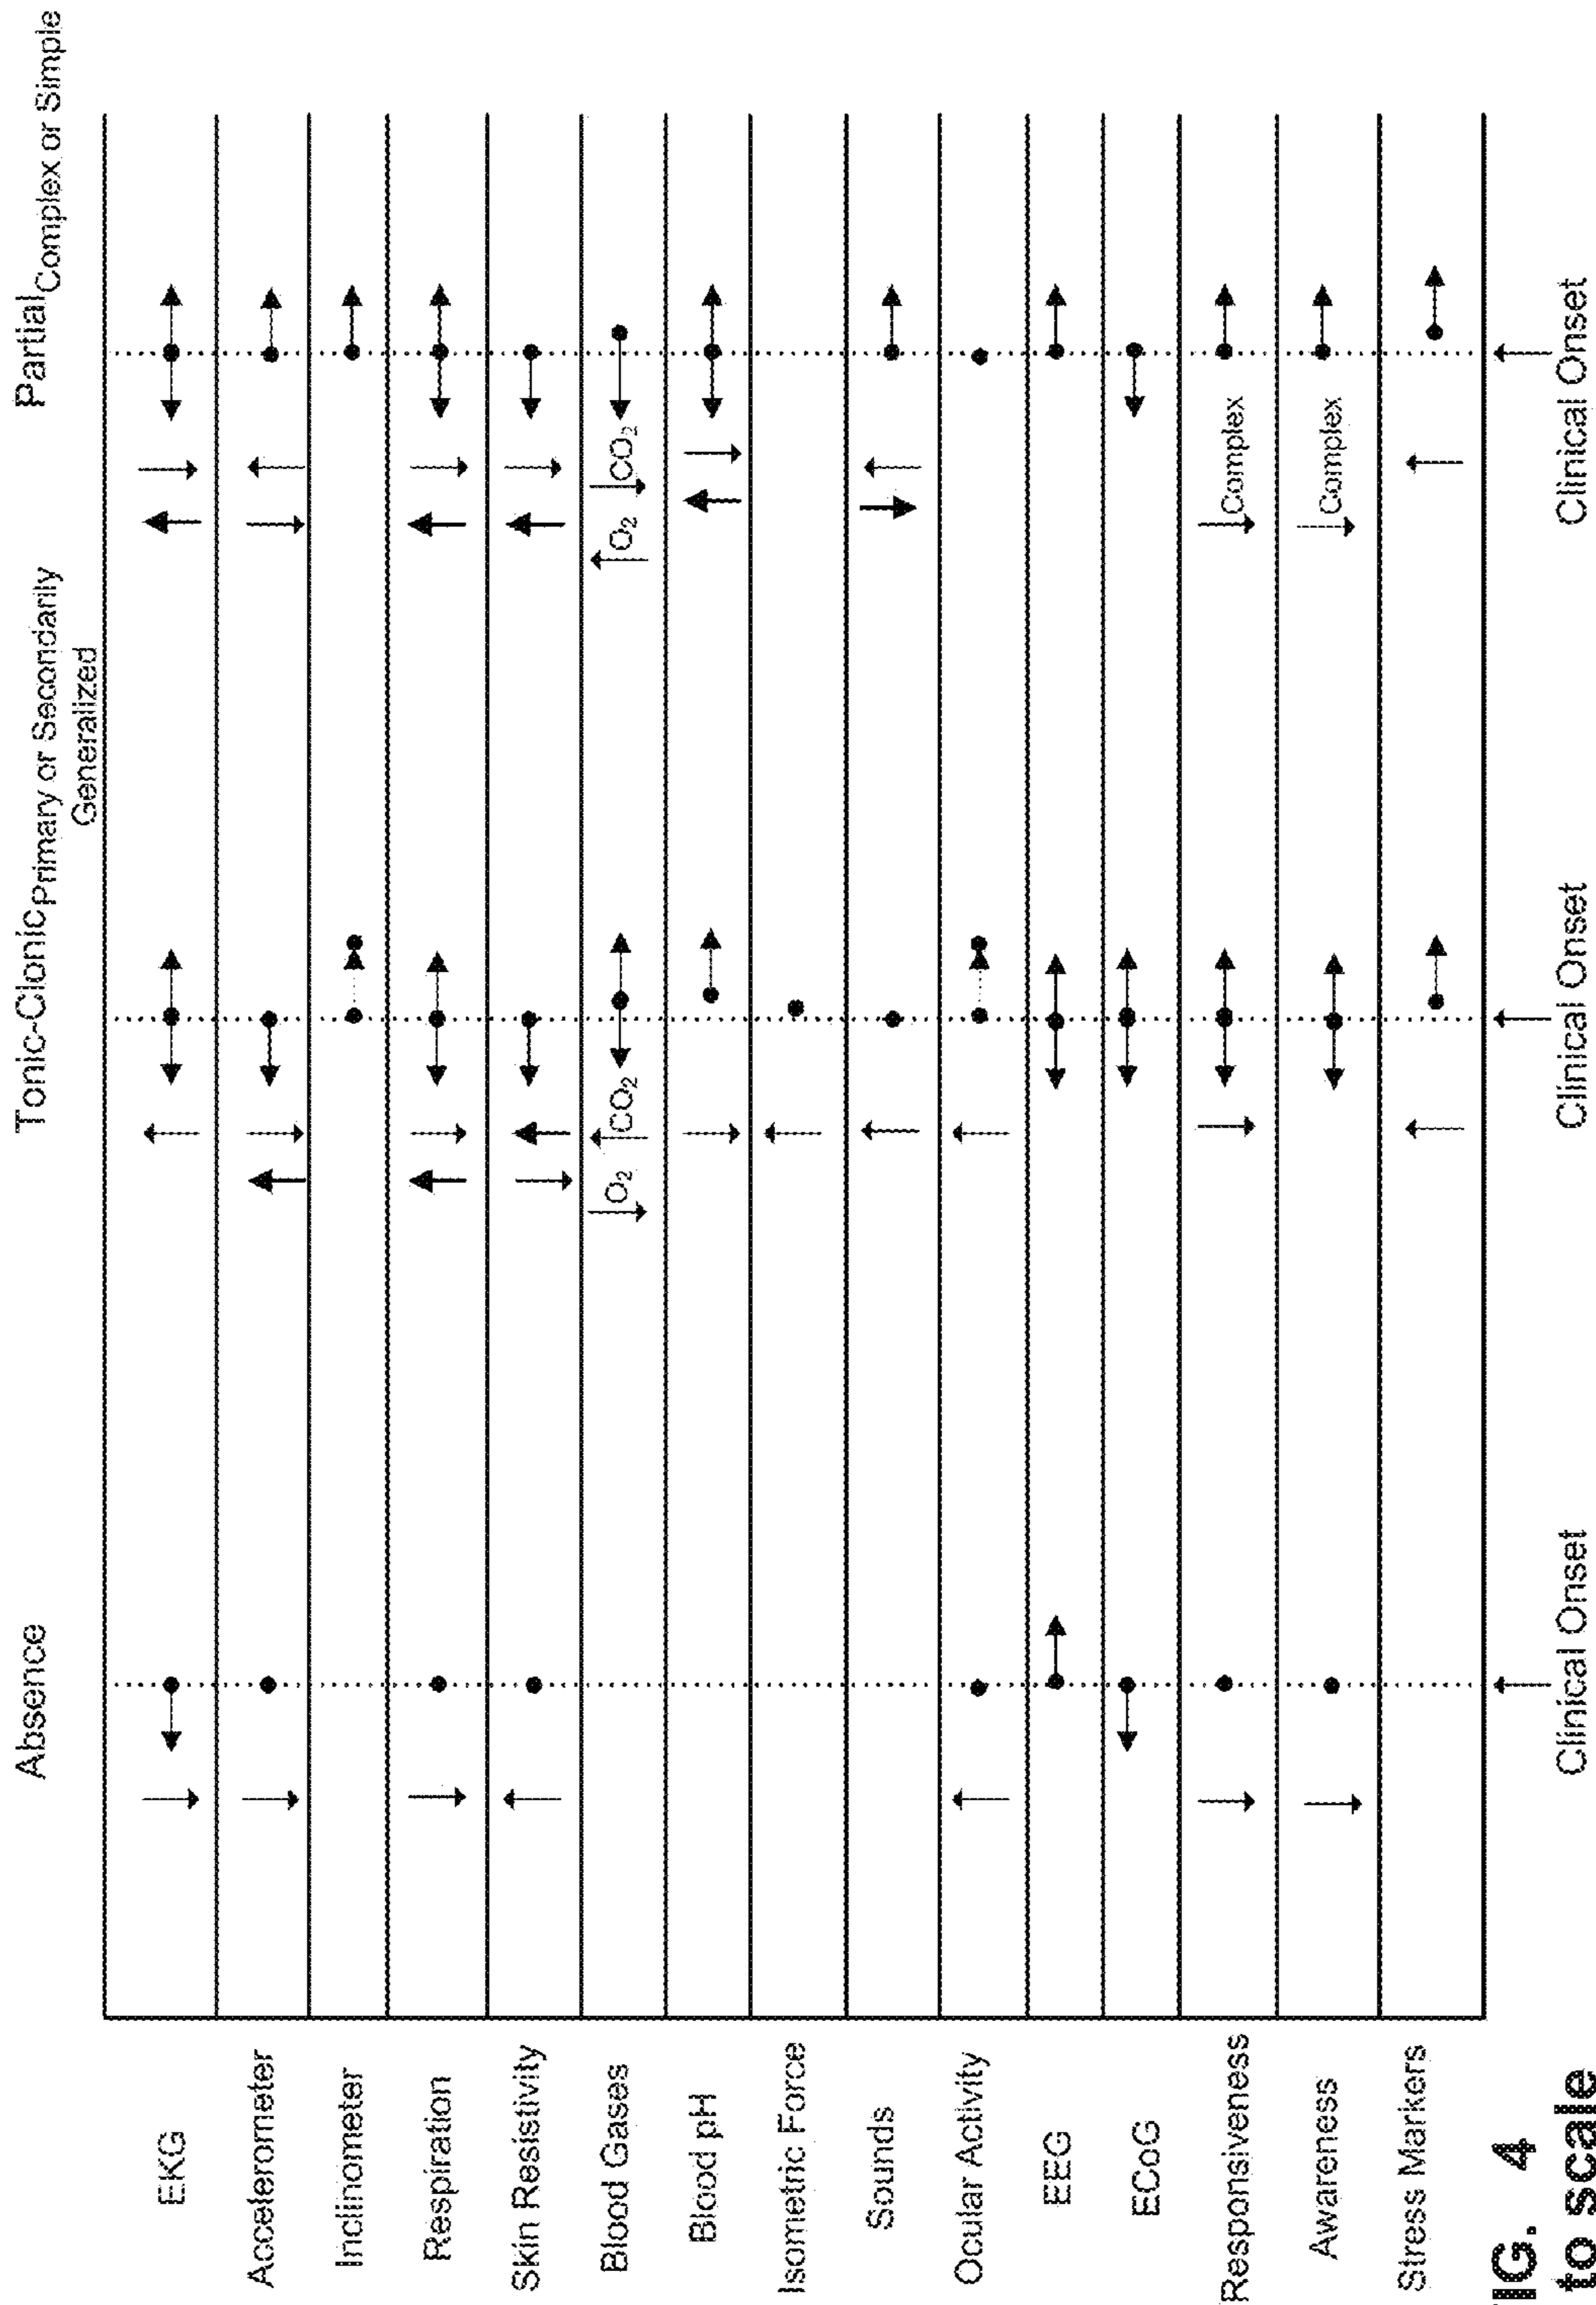 Absence
Tonic-Clonic Primary or Secondarily
Generalized
Partial Complex or Simple
EKG
Accelerometer
Inclinometer
Respiration
Skin Resistivity
Blood Gases
O2 CO2
O2 CO2
Blood pH
Isometric Force
Sounds
Ocular Activity
EEG
ECoG
Responsiveness
Complex
Awareness
Complex
Stress Markers
Clinical Onset
Clinical Onset
Clinical Onset
IG. 4
to scale